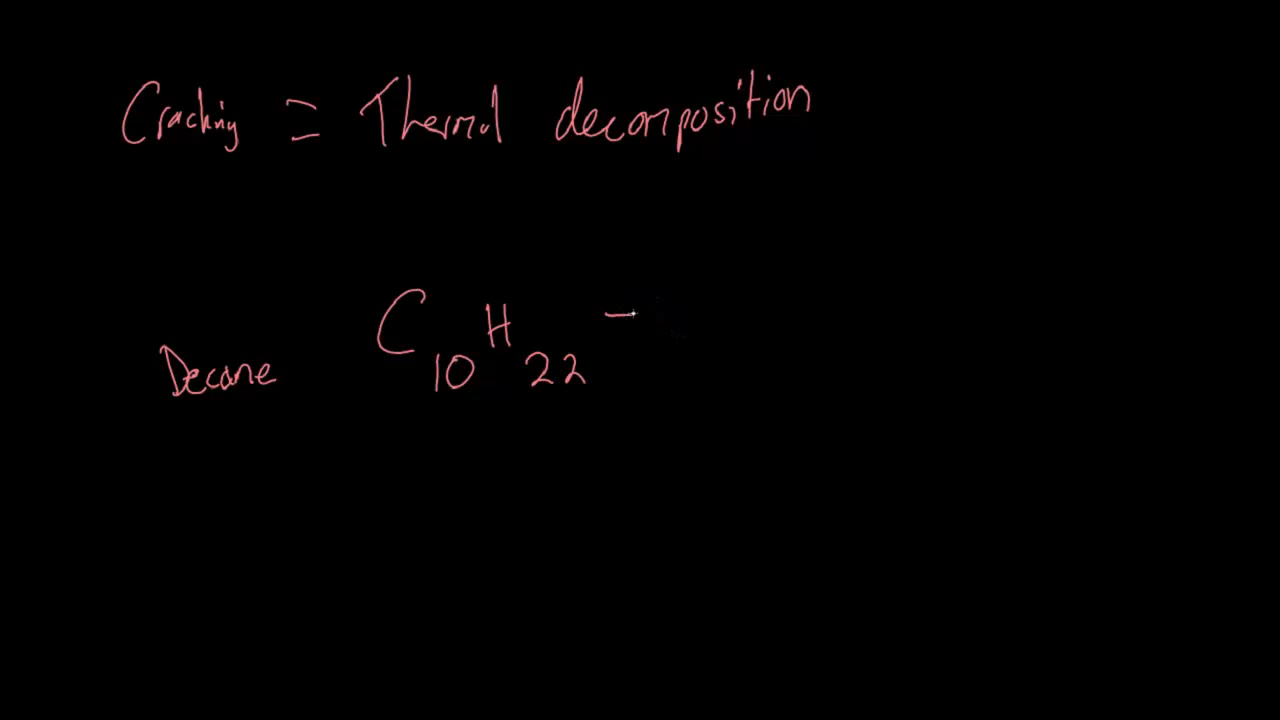 Cracking = Thermal decomposition
Decane C₁₀H₂₂ −